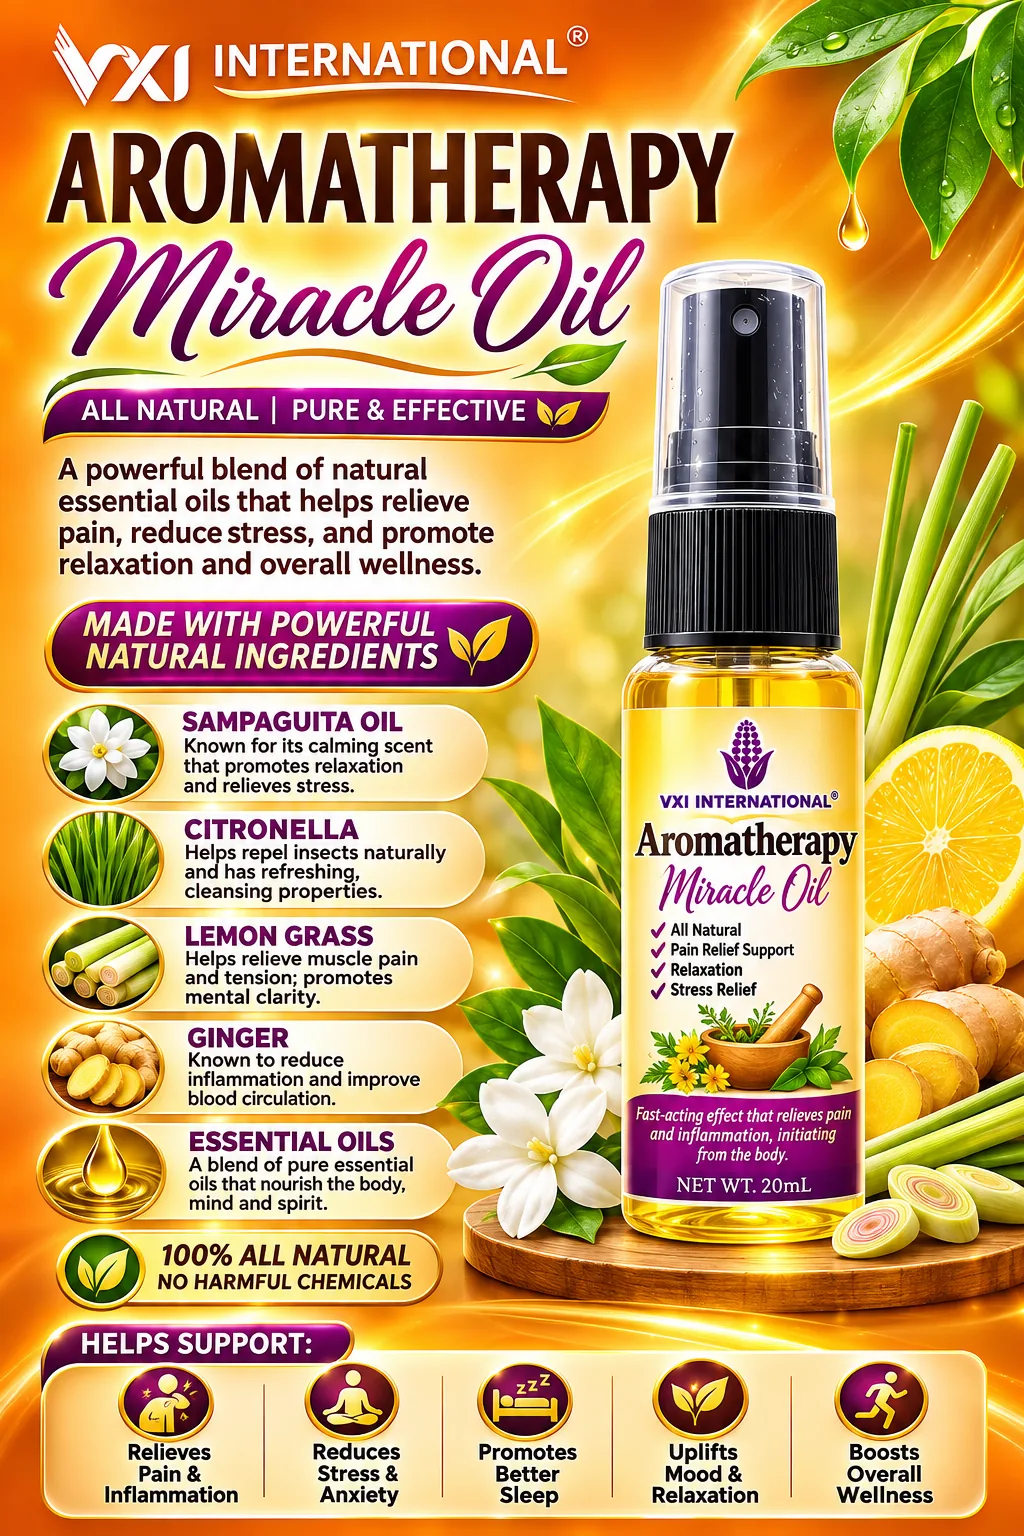 VXI INTERNATIONAL®
AROMATHERAPY
Miracle Oil
ALL NATURAL | PURE & EFFECTIVE
A powerful blend of natural
essential oils that helps relieve
pain, reduce stress, and promote
relaxation and overall wellness.
MADE WITH POWERFUL
NATURAL INGREDIENTS
SAMPAGUITA OIL
Known for its calming scent
that promotes relaxation
and relieves stress.
CITRONELLA
Helps repel insects naturally
and has refreshing,
cleansing properties.
LEMON GRASS
Helps relieve muscle pain
and tension; promotes
mental clarity.
GINGER
Known to reduce
inflammation and improve
blood circulation.
ESSENTIAL OILS
A blend of pure essential
oils that nourish the body,
mind and spirit.
100% ALL NATURAL
NO HARMFUL CHEMICALS
VXI INTERNATIONAL®
Aromatherapy
Miracle Oil
All Natural
Pain Relief Support
Relaxation
Stress Relief
Fast-acting effect that relieves pain
and inflammation, initiating
from the body.
NET WT. 20mL
HELPS SUPPORT:
Relieves
Pain &
Inflammation
Reduces
Stress &
Anxiety
zzz
Promotes
Better
Sleep
Uplifts
Mood &
Relaxation
Boosts
Overall
Wellness